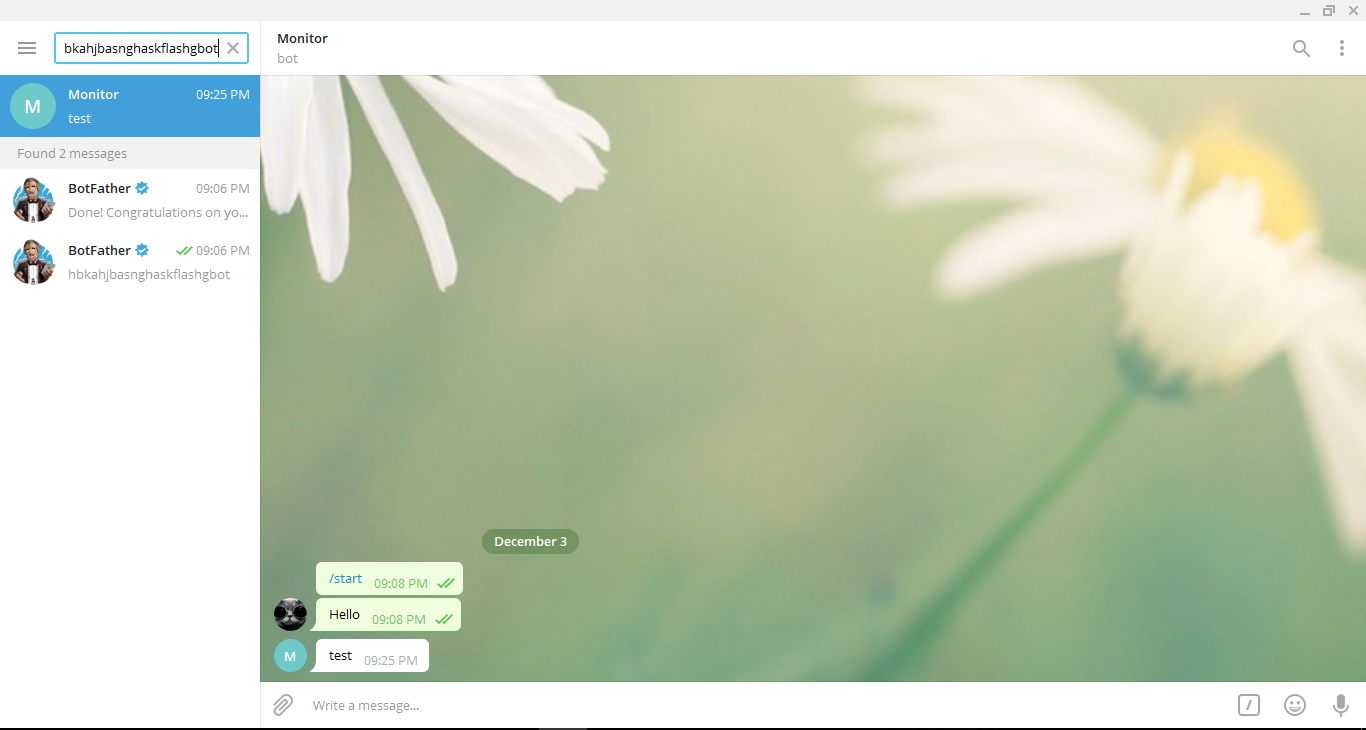 bkahjbasnghaskflashgbot
Monitor 09:25 PM
test
Found 2 messages
BotFather 09:06 PM
Done! Congratulations on yo...
BotFather 09:06 PM
hbkahjbasnghaskflashgbot
Monitor
bot
December 3
/start 09:08 PM
Hello 09:08 PM
M
M
test 09:25 PM
Write a message...